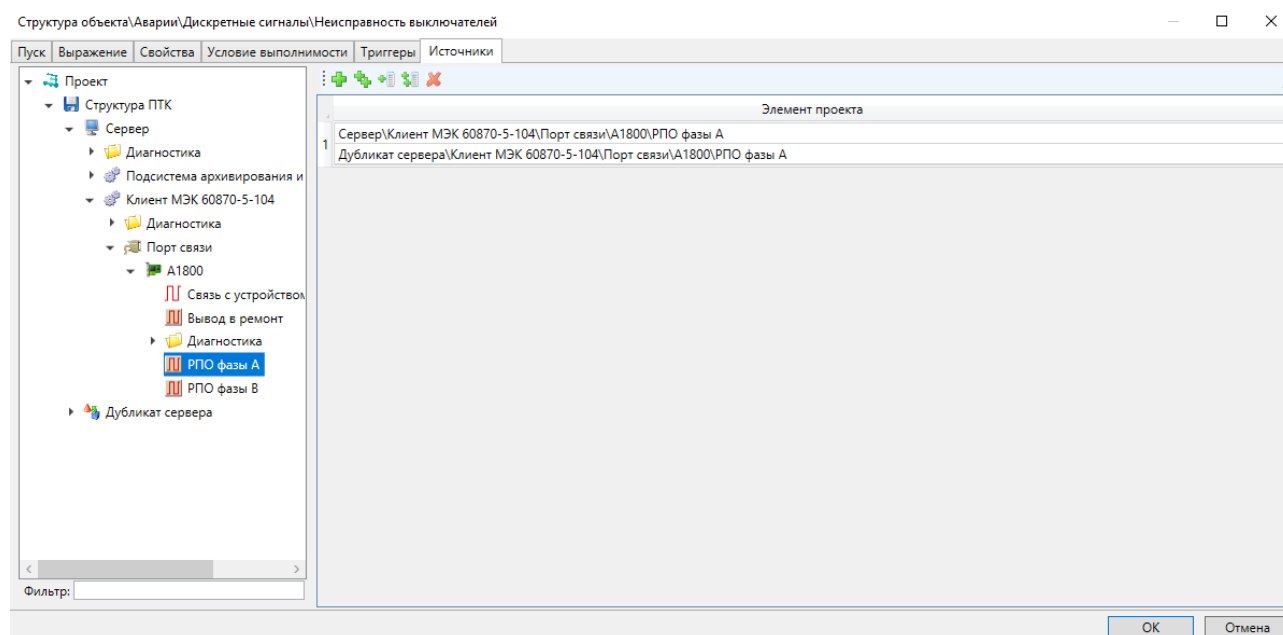 Структура объекта\Аварии\Дискретные сигналы\Неисправность выключателей
Пуск Выражение Свойства Условие выполнимости Триггеры Источники
Проект
Структура ПТК
Сервер
Диагностика
Подсистема архивирования и
Клиент МЭК 60870-5-104
Диагностика
Порт связи
A1800
Связь с устройством
Вывод в ремонт
Диагностика
РПО фазы А
РПО фазы В
Дубликат сервера
Фильтр:
Элемент проекта
1
Сервер\Клиент МЭК 60870-5-104\Порт связи\A1800\РПО фазы А
Дубликат сервера\Клиент МЭК 60870-5-104\Порт связи\A1800\РПО фазы А
OK Отмена